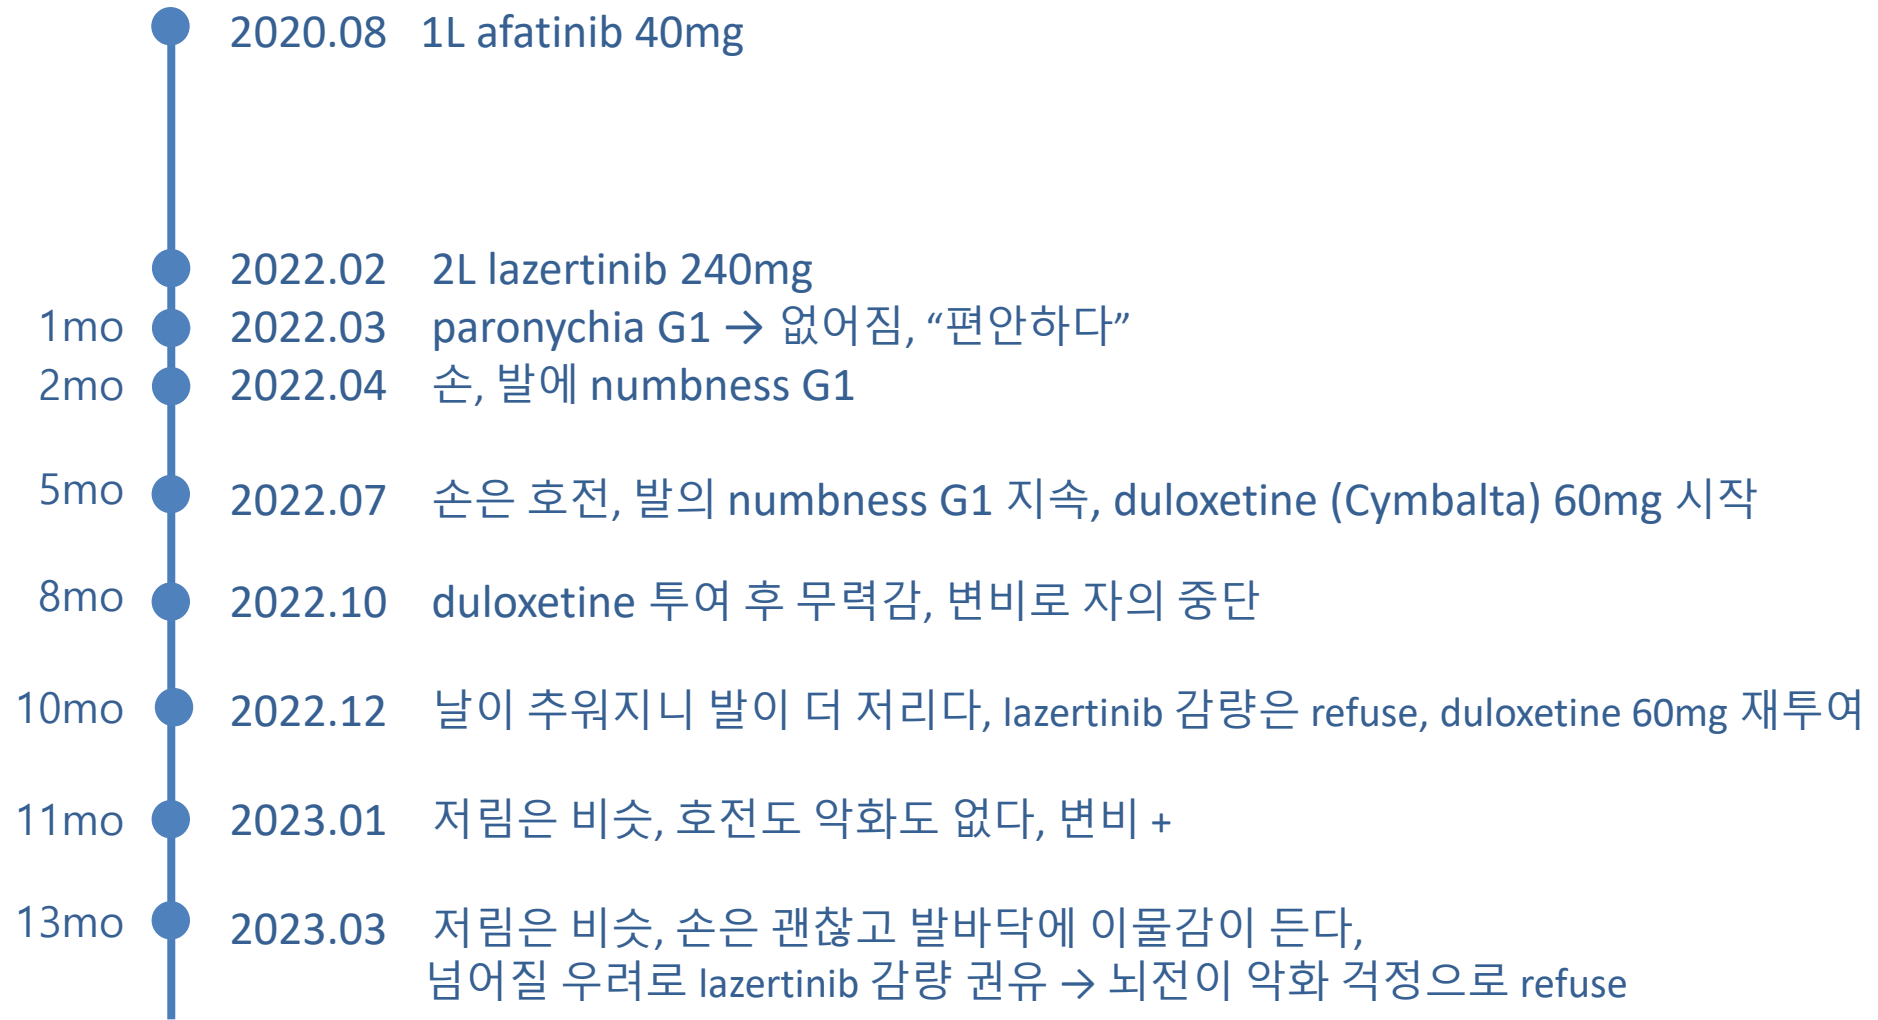 2020.08 1L afatinib 40mg
2022.02 2L lazertinib 240mg
1mo 2022.03 paronychia G1 → 없어짐, “편안하다”
2mo 2022.04 손, 발에 numbness G1
5mo 2022.07 손은 호전, 발의 numbness G1 지속, duloxetine (Cymbalta) 60mg 시작
8mo 2022.10 duloxetine 투여 후 무력감, 변비로 자의 중단
10mo 2022.12 날이 추워지니 발이 더 저리다, lazertinib 감량은 refuse, duloxetine 60mg 재투여
11mo 2023.01 저림은 비슷, 호전도 악화도 없다, 변비 +
13mo 2023.03 저림은 비슷, 손은 괜찮고 발바닥에 이물감이 든다,
넘어질 우려로 lazertinib 감량 권유 → 뇌전이 악화 걱정으로 refuse